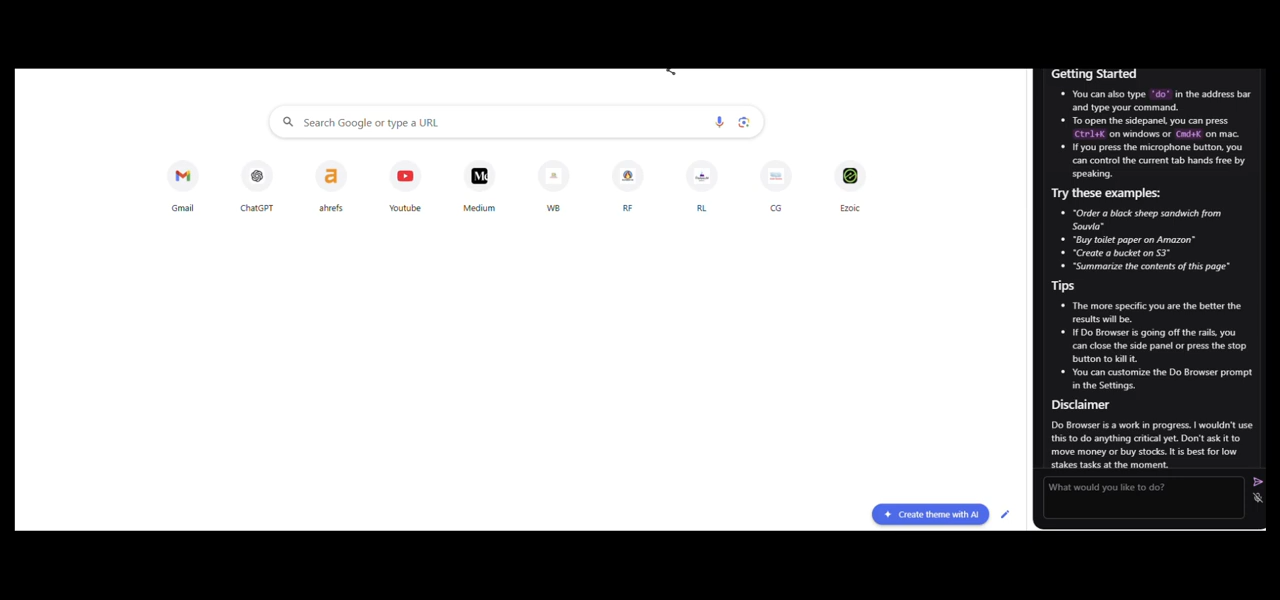 Search Google or type a URL
Gmail
ChatGPT
ahrefs
Youtube
Medium
WB
RF
RL
CG
Ezoic
Create theme with AI
Getting Started
You can also type "do" in the address bar
and type your command.
To open the sidepanel, you can press
Ctrl+K on windows or Cmd+K on mac.
If you press the microphone button, you
can control the current tab hands free by
speaking.
Try these examples:
"Order a black sheep sandwich from
Souvla"
"Buy toilet paper on Amazon"
"Create a bucket on S3"
"Summarize the contents of this page"
Tips
The more specific you are the better the
results will be.
If Do Browser is going off the rails, you
can close the side panel or press the stop
button to kill it.
You can customize the Do Browser prompt
in the Settings.
Disclaimer
Do Browser is a work in progress. I wouldn't use
this to do anything critical yet. Don't ask it to
move money or buy stocks. It is best for low
stakes tasks at the moment.
What would you like to do?